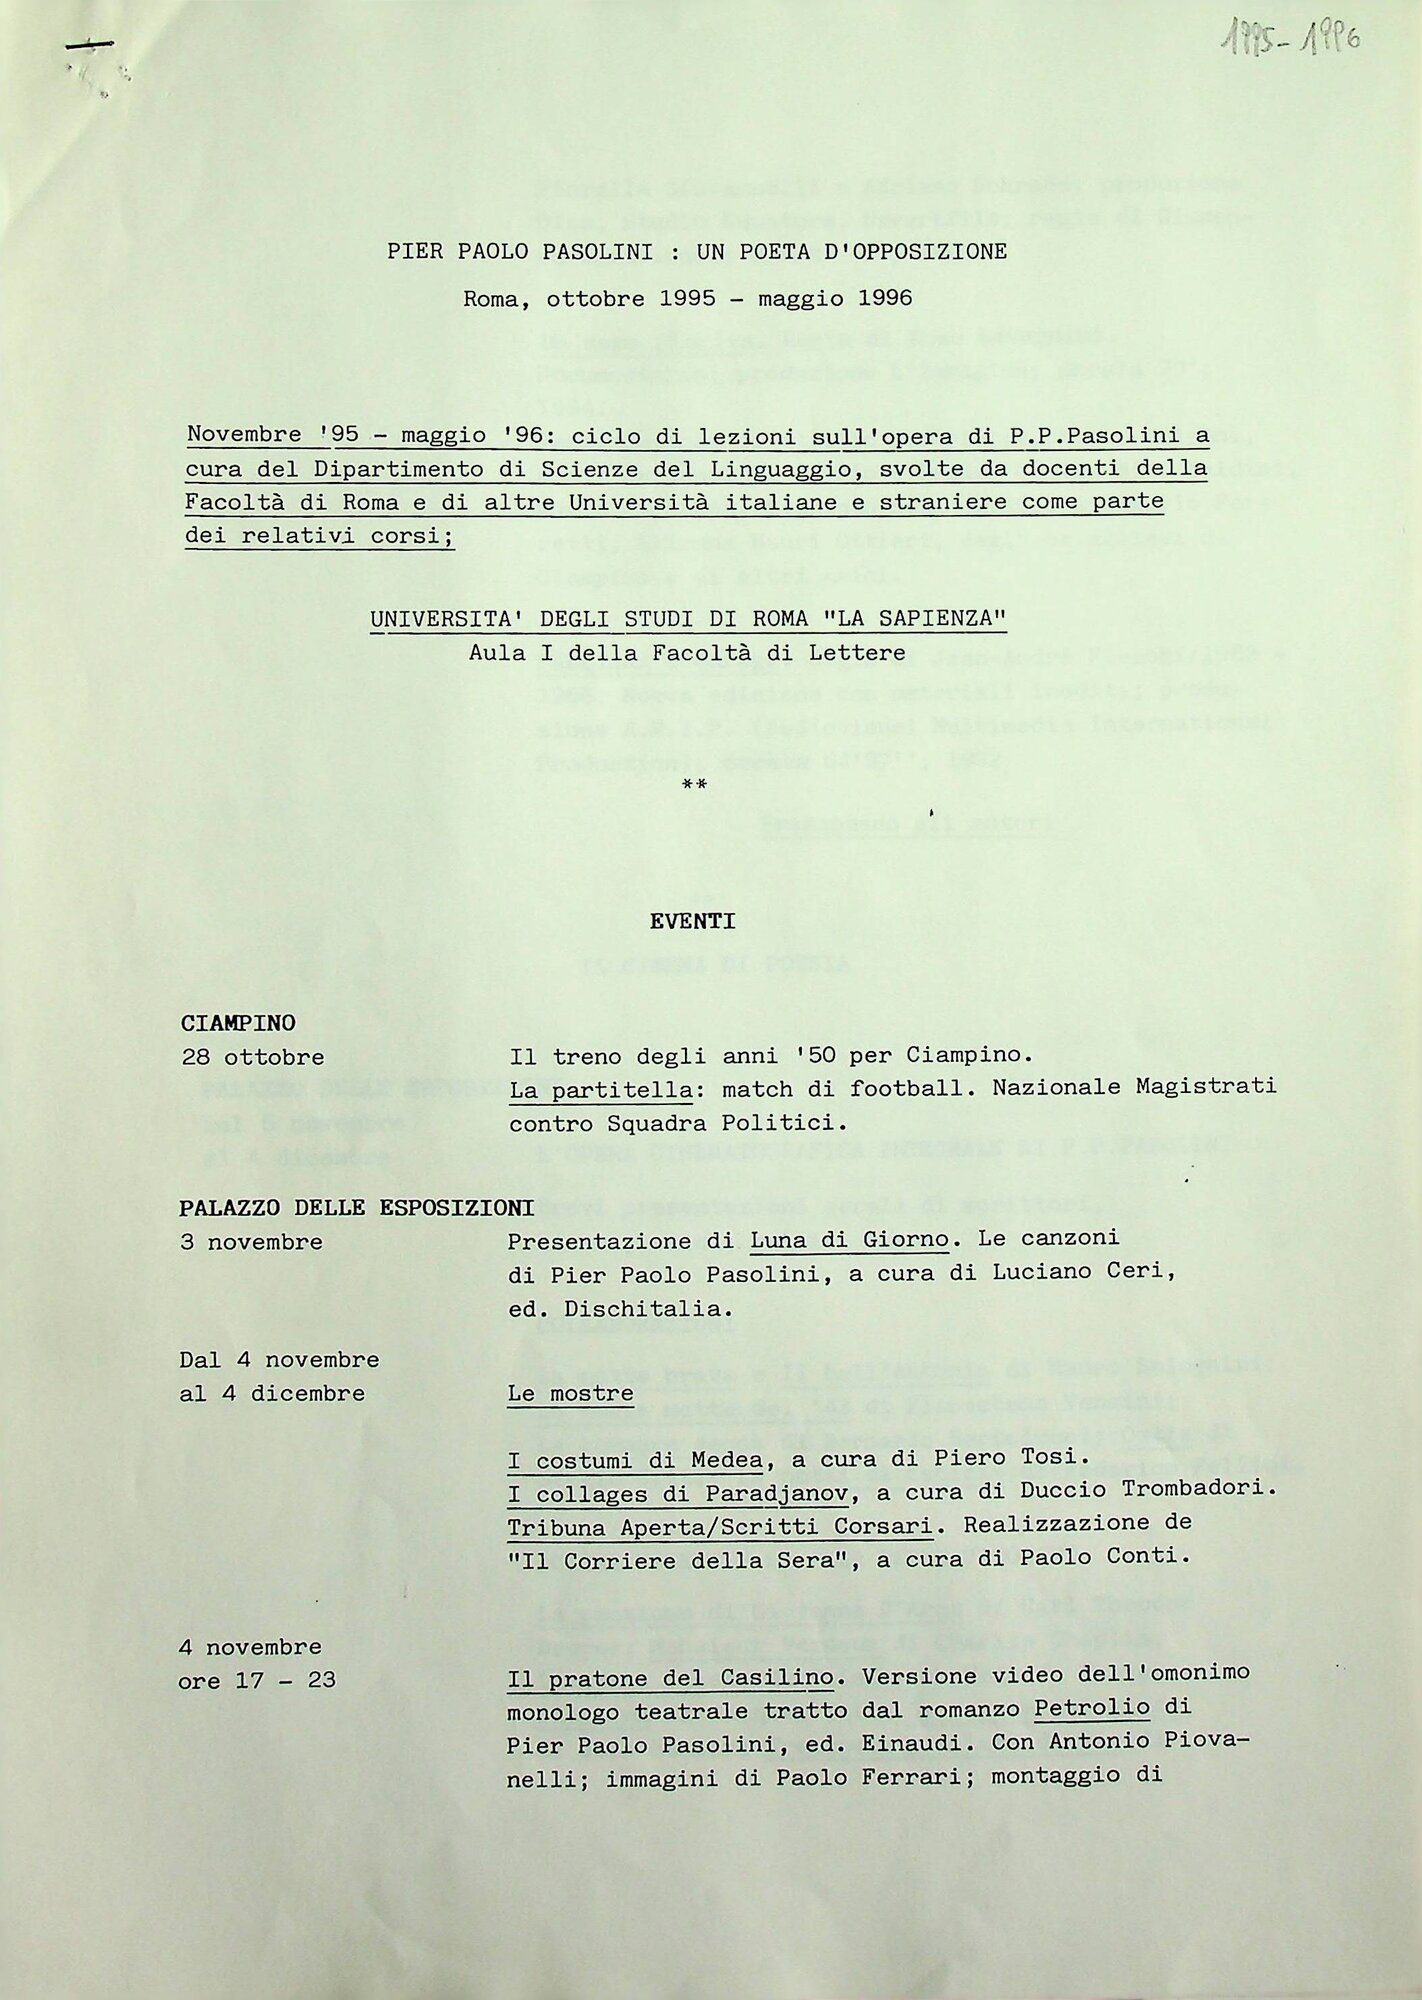 1995-1996
PIER PAOLO PASOLINI : UN POETA D'OPPOSIZIONE
Roma, ottobre 1995 - maggio 1996
Novembre '95 - maggio '96: ciclo di lezioni sull'opera di P.P.Pasolini a
cura del Dipartimento di Scienze del Linguaggio, svolte da docenti della
Facoltà di Roma e di altre Università italiane e straniere come parte
dei relativi corsi;
UNIVERSITA' DEGLI STUDI DI ROMA "LA SAPIENZA"
Aula I della Facoltà di Lettere
**
EVENTI
CIAMPINO
28 ottobre Il treno degli anni '50 per Ciampino.
La partitella: match di football. Nazionale Magistrati
contro Squadra Politici.
PALAZZO DELLE ESPOSIZIONI
3 novembre Presentazione di Luna di Giorno. Le canzoni
di Pier Paolo Pasolini, a cura di Luciano Ceri,
ed. Dischitalia.
Dal 4 novembre
al 4 dicembre Le mostre
I costumi di Medea, a cura di Piero Tosi.
I collages di Paradjanov, a cura di Duccio Trombadori.
Tribuna Aperta/Scritti Corsari. Realizzazione de
"Il Corriere della Sera", a cura di Paolo Conti.
4 novembre
ore 17 - 23 Il pratone del Casilino. Versione video dell'omonimo
monologo teatrale tratto dal romanzo Petrolio di
Pier Paolo Pasolini, ed. Einaudi. Con Antonio Piova-
nelli; immagini di Paolo Ferrari; montaggio di